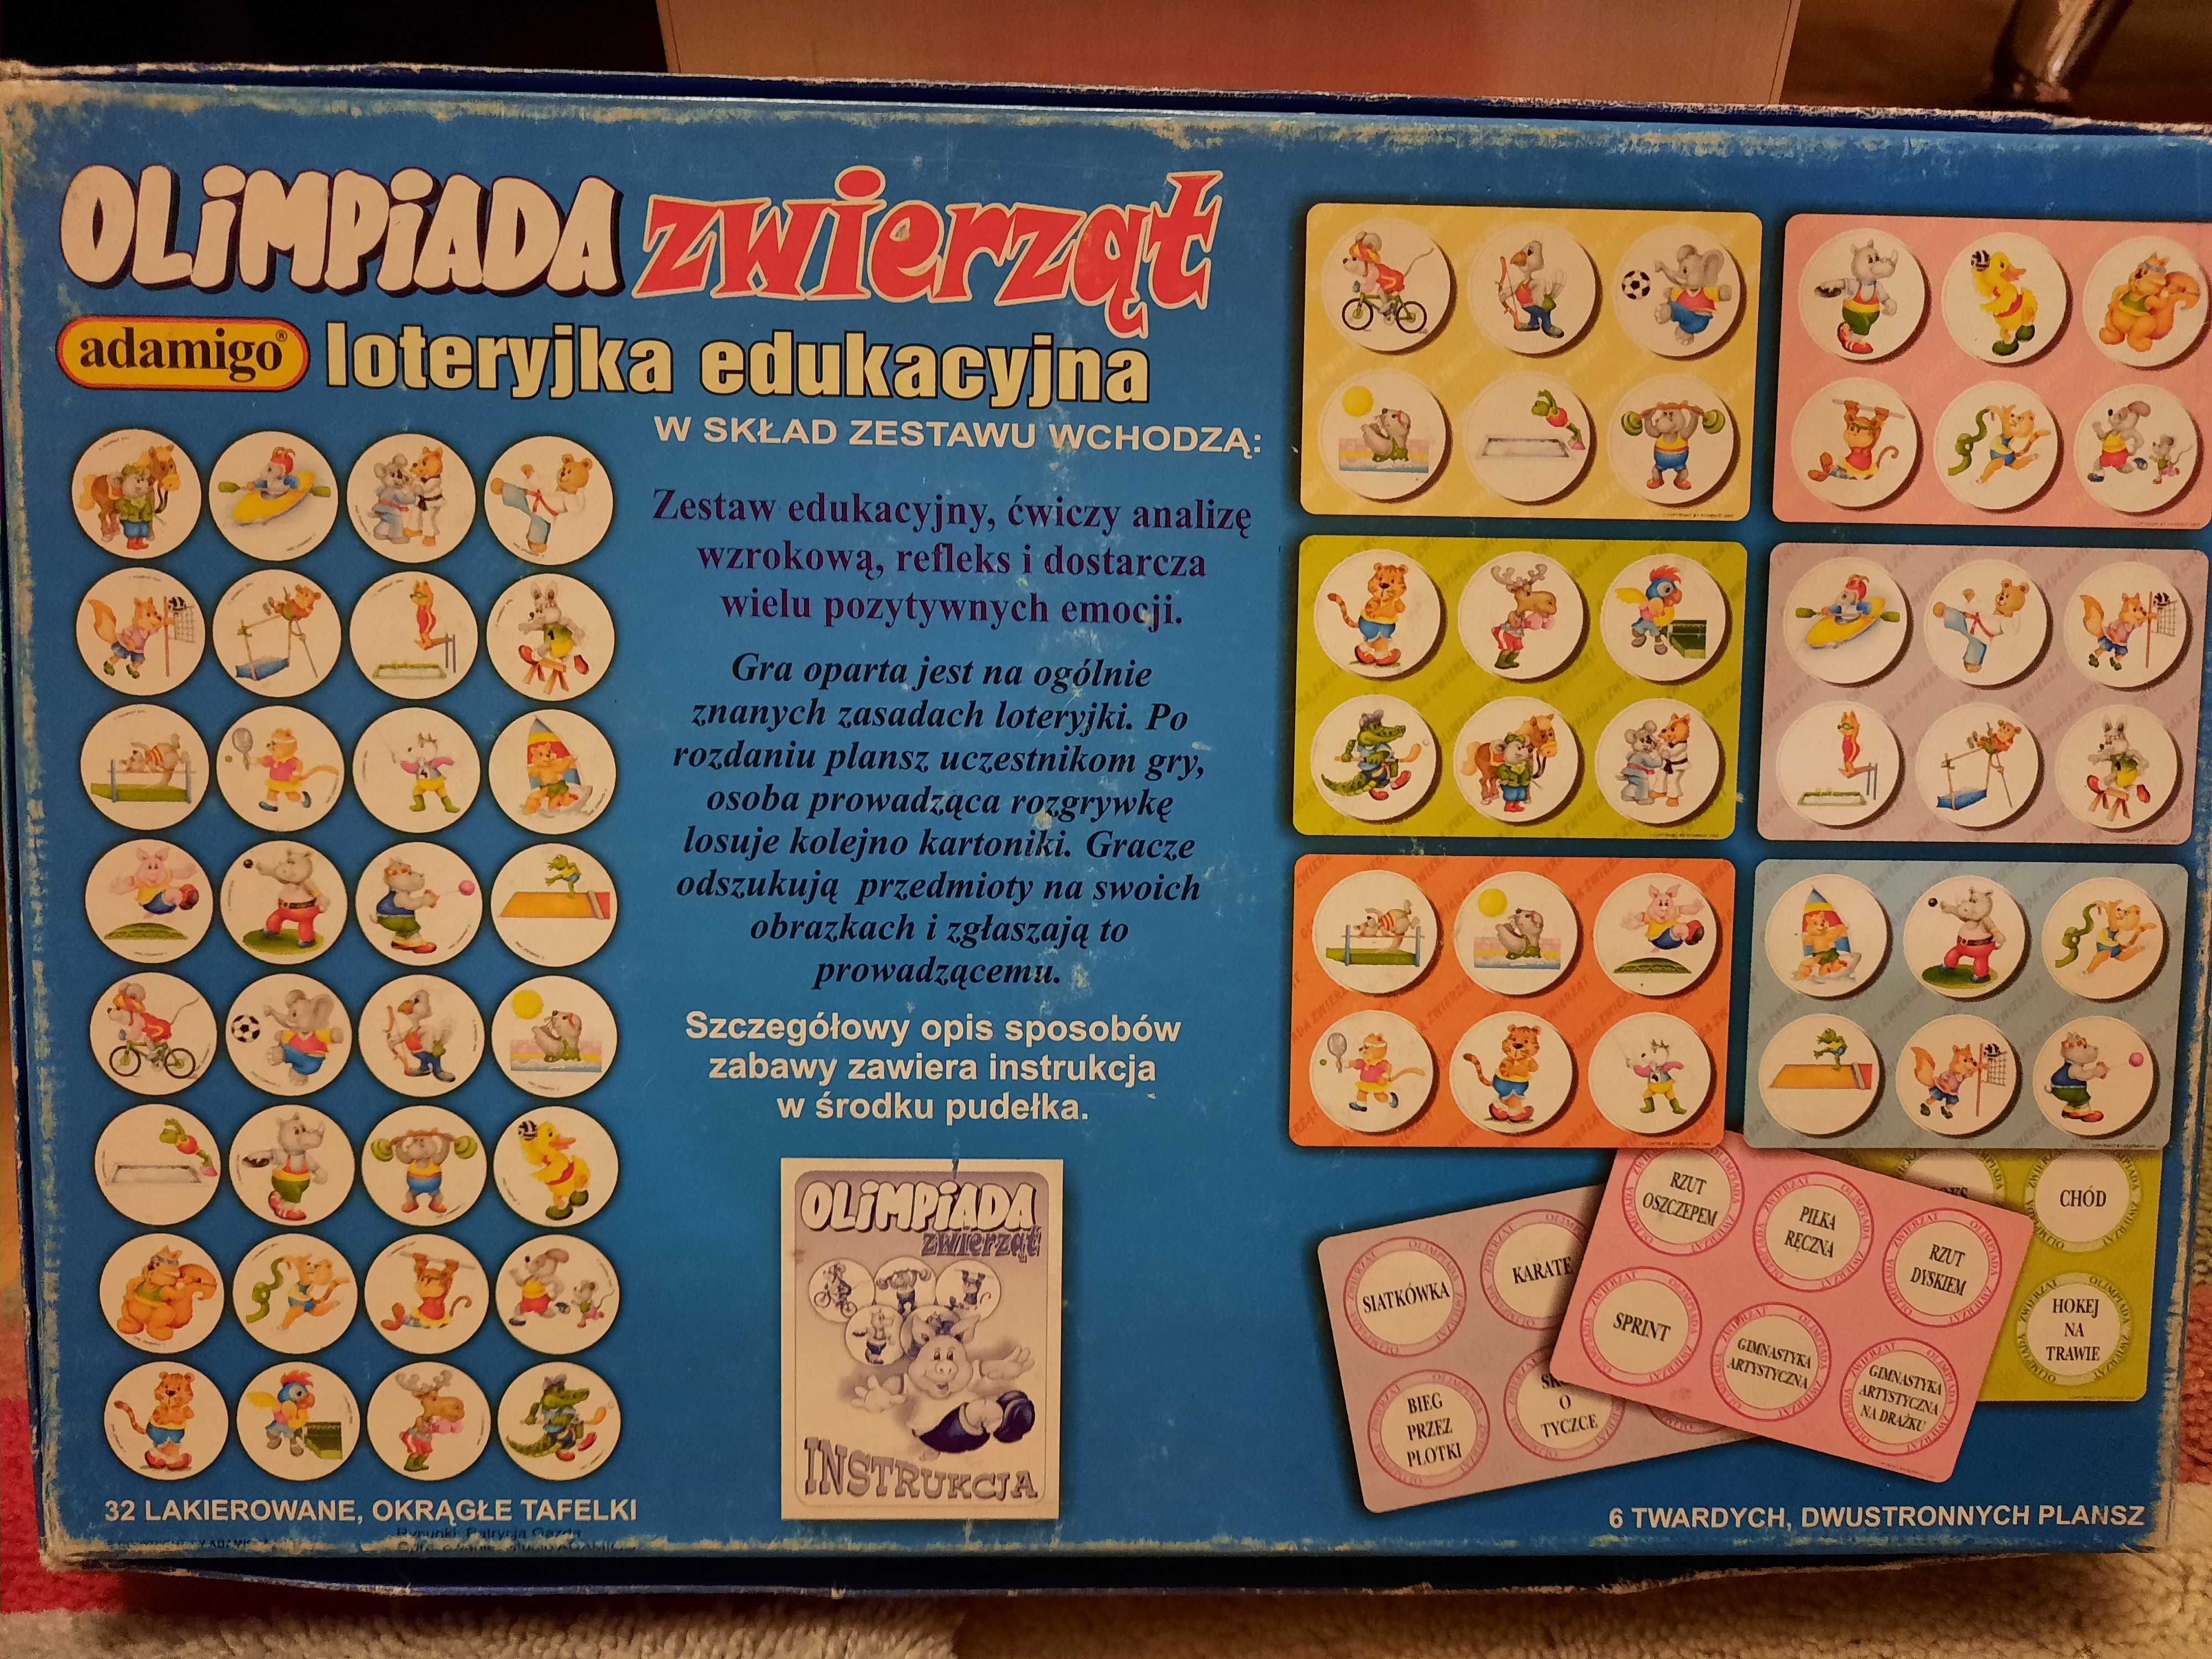 OLiMPiADA zwierząt
adamigo® loteryjka edukacyjna
W SKŁAD ZESTAWU WCHODZĄ:
Zestaw edukacyjny, ćwiczy analizę
wzrokową, refleks i dostarcza
wielu pozytywnych emocji.
Gra oparta jest na ogólnie
znanych zasadach loteryjki. Po
rozdaniu plansz uczestnikom gry,
osoba prowadząca rozgrywkę
losuje kolejno kartoniki. Gracze
odszukują przedmioty na swoich
obrazkach i zgłaszają to
prowadzącemu.
Szczegółowy opis sposobów
zabawy zawiera instrukcja
w środku pudełka.
OLiMPiADA
zwierząt
INSTRUKCJA
32 LAKIEROWANE, OKRĄGŁE TAFELKI
Rysunki: Patrycja Gazda
SIATKÓWKA
KARATE
BIEG
PRZEZ
PŁOTKI
O
TYCZCE
RZUT
OSZCZEPEM
PIŁKA
RĘCZNA
RZUT
DYSKIEM
SPRINT
GIMNASTYKA
ARTYSTYCZNA
GIMNASTYKA
ARTYSTYCZNA
NA DRĄŻKU
CHÓD
HOKEJ
NA
TRAWIE
6 TWARDYCH, DWUSTRONNYCH PLANSZ